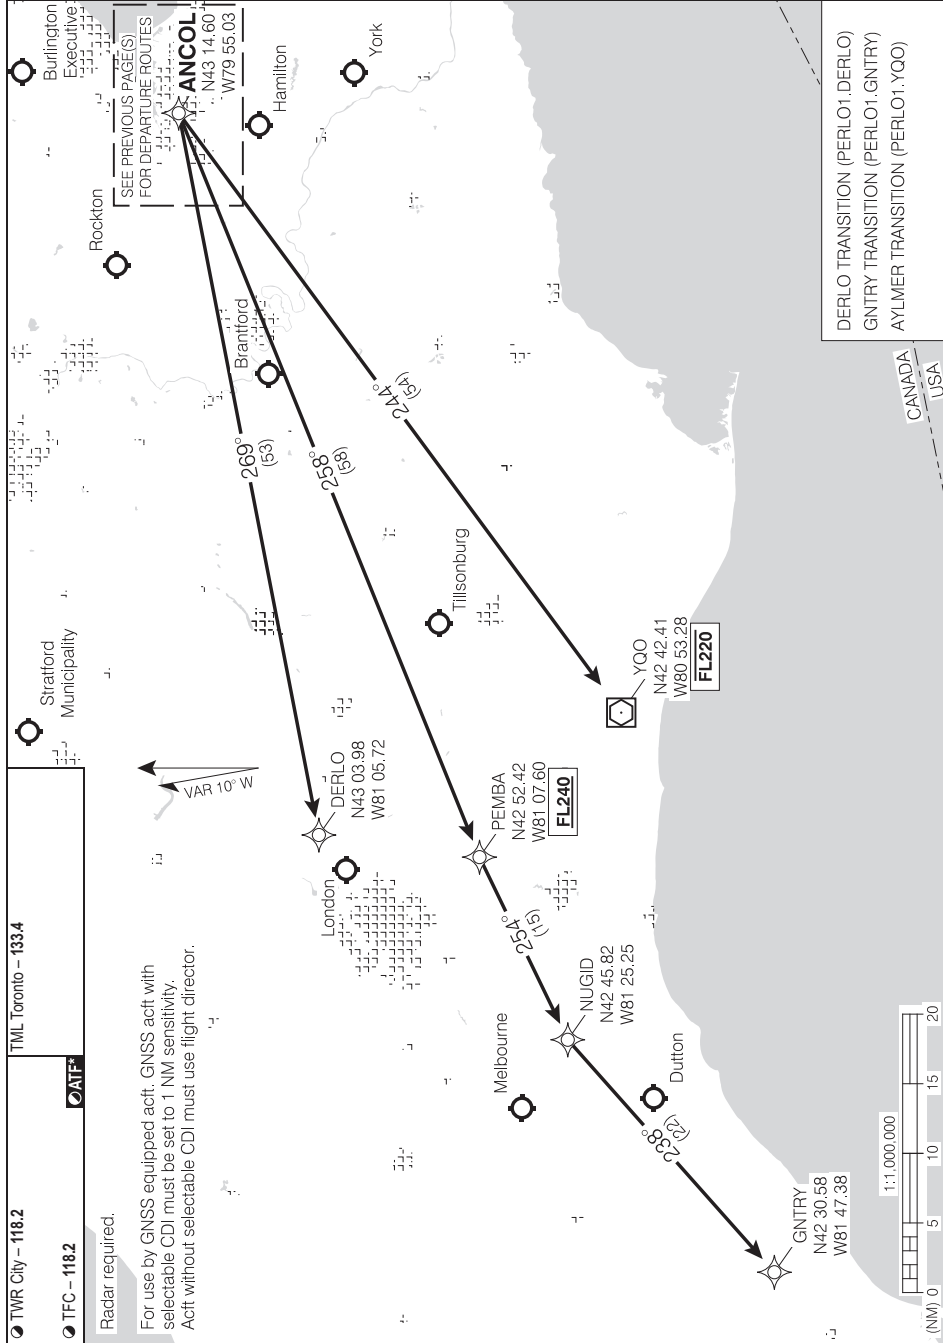 TWR City – 118.2
TML Toronto – 133.4
TFC – 118.2
ATF*
Radar required.
For use by GNSS equipped acft. GNSS acft with
selectable CDI must be set to 1 NM sensitivity.
Acft without selectable CDI must use flight director.
VAR 10° W
Stratford
Municipality
Rockton
Burlington
Executive
SEE PREVIOUS PAGE(S)
FOR DEPARTURE ROUTES
ANCOL
N43 14.60
W79 55.03
Hamilton
York
Brantford
269°
(53)
258°
(58)
244°
(54)
London
DERLO
N43 03.98
W81 05.72
Tillsonburg
PEMBA
N42 52.42
W81 07.60
FL240
YQO
N42 42.41
W80 53.28
FL220
254°
(15)
Melbourne
NUGID
N42 45.82
W81 25.25
Dutton
238°
(22)
GNTRY
N42 30.58
W81 47.38
1:1,000,000
(NM) 0 5 10 15 20
CANADA
USA
DERLO TRANSITION (PERLO1.DERLO)
GNTRY TRANSITION (PERLO1.GNTRY)
AYLMER TRANSITION (PERLO1.YQO)